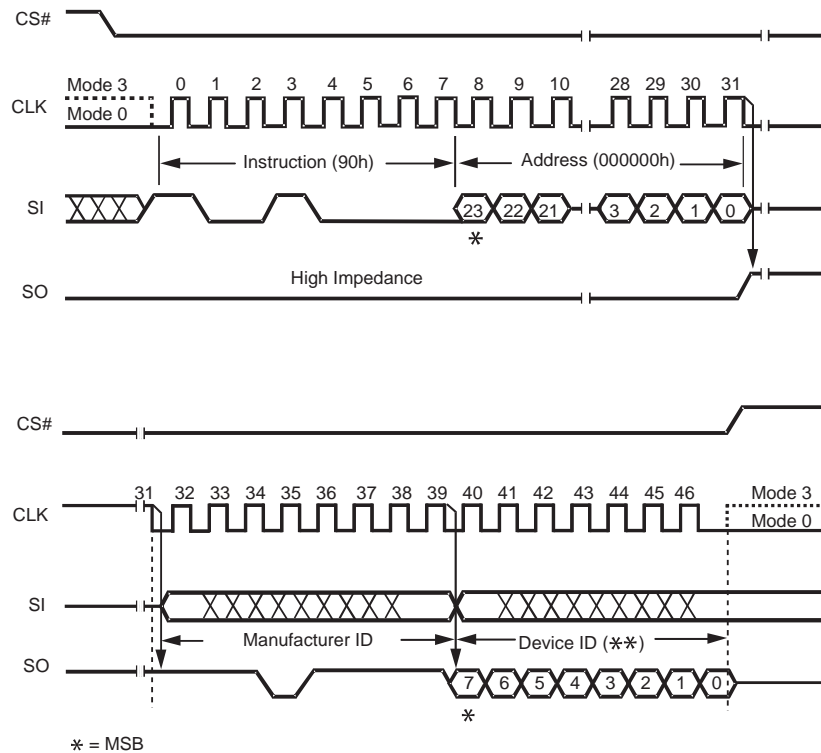 CS#
Mode 3
0 1 2 3 4 5 6 7 8 9 10 28 29 30 31
CLK
Mode 0
Instruction (90h) Address (000000h)
SI
23 22 21 3 2 1 0
*
High Impedance
SO
CS#
31 32 33 34 35 36 37 38 39 40 41 42 43 44 45 46
Mode 3
CLK
Mode 0
SI
Manufacturer ID Device ID (**)
SO
7 6 5 4 3 2 1 0
*
* = MSB